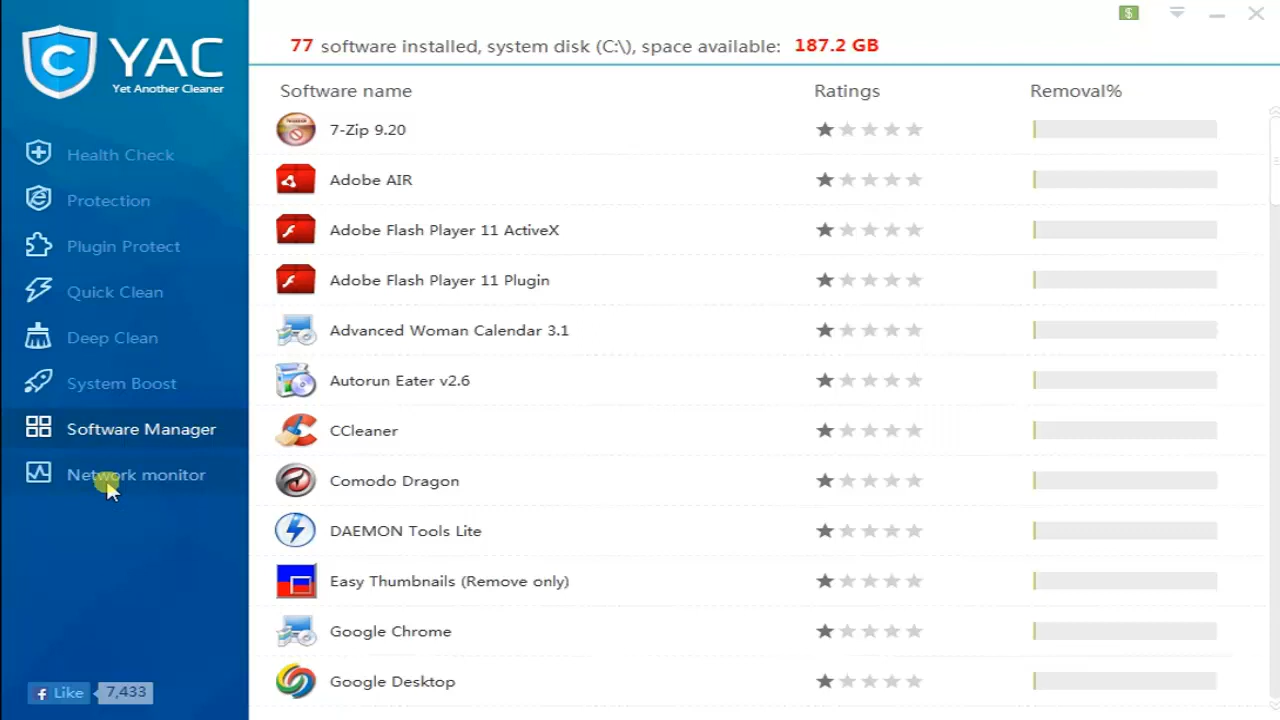 C YAC
Yet Another Cleaner
Health Check
Protection
Plugin Protect
Quick Clean
Deep Clean
System Boost
Software Manager
Network monitor
Like 7,433
$
77 software installed, system disk (C:\), space available: 187.2 GB
Software name Ratings Removal%
7-Zip 9.20
Adobe AIR
Adobe Flash Player 11 ActiveX
Adobe Flash Player 11 Plugin
Advanced Woman Calendar 3.1
Autorun Eater v2.6
CCleaner
Comodo Dragon
DAEMON Tools Lite
Easy Thumbnails (Remove only)
Google Chrome
Google Desktop